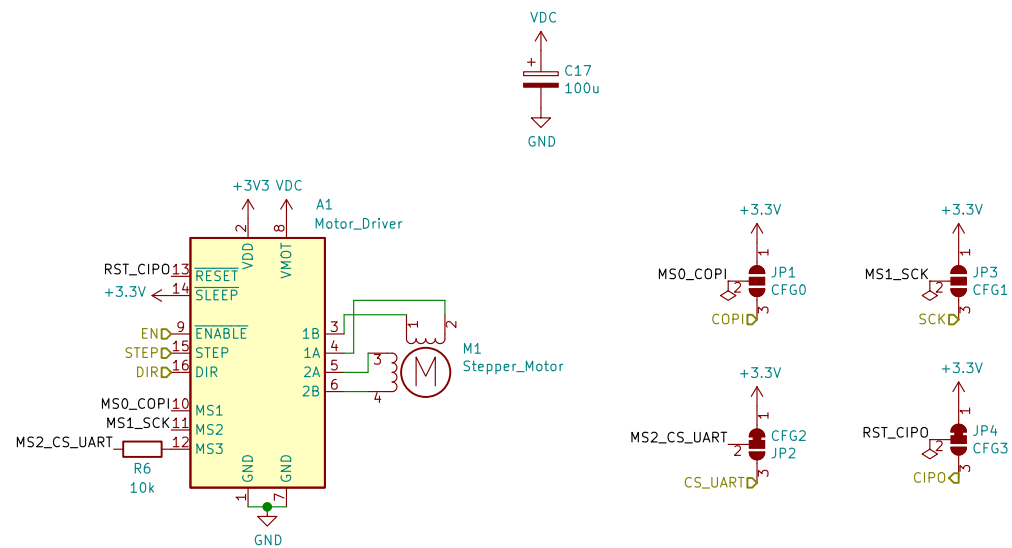 VDC
+
C17
100u
GND
+3V3 VDC
A1
Motor_Driver
2
8
VDD
VMOT
RST_CIPO 13 RESET
+3.3V 14 SLEEP
EN 9 ENABLE
STEP 15 STEP
DIR 16 DIR
MS0_COPI 10 MS1
MS1_SCK 11 MS2
MS2_CS_UART 12 MS3
R6
10k
1B 3
1A 4
2A 5
2B 6
GND
GND
1
7
GND
1
2
3
4
M
M1
Stepper_Motor
+3.3V
1
MS0_COPI
2
JP1
CFG0
3
COPI
+3.3V
1
MS1_SCK
2
JP3
CFG1
3
SCK
+3.3V
1
MS2_CS_UART
2
CFG2
JP2
3
CS_UART
+3.3V
1
RST_CIPO
2
JP4
CFG3
3
CIPO